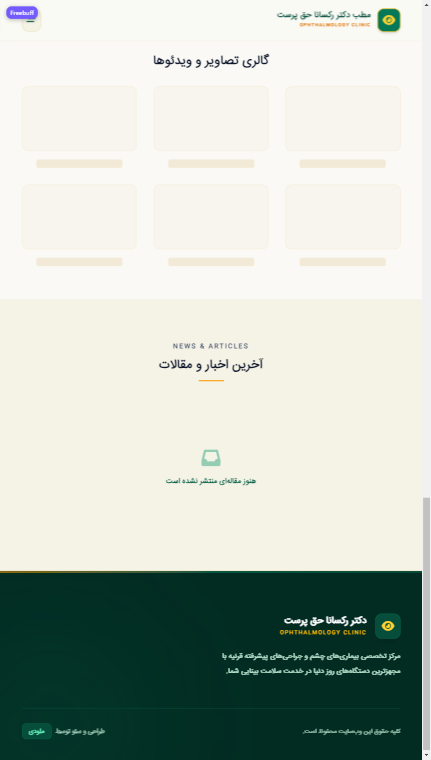 Freebuff
مطب دکتر رکسانا حق پرست
OPHTHALMOLOGY CLINIC
گالری تصاویر و ویدئوها
NEWS & ARTICLES
آخرین اخبار و مقالات
هنوز مقاله‌ای منتشر نشده است
دکتر رکسانا حق پرست
OPHTHALMOLOGY CLINIC
مرکز تخصصی بیماری‌های چشم و جراحی‌های پیشرفته قرنیه با
مجهزترین دستگاه‌های روز دنیا در خدمت سلامت بینایی شما.
کلیه حقوق این وب‌سایت محفوظ است.
طراحی و سئو توسط: ملودی